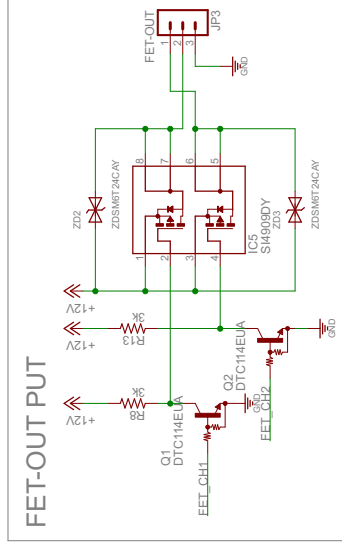 FET-OUT PUT
FET-OUT
JP3
1
2
3
GND
ZD2
ZDSM6T24CAY
8
7
6
5
1
2
3
4
IC5
SI4909DY
ZD3
ZDSM6T24CAY
+12V
+12V
+12V
R13
3k
R8
3k
Q1
DTC114EUA
Q2
DTC114EUA
GND
GND
FET_CH1
FET_CH2